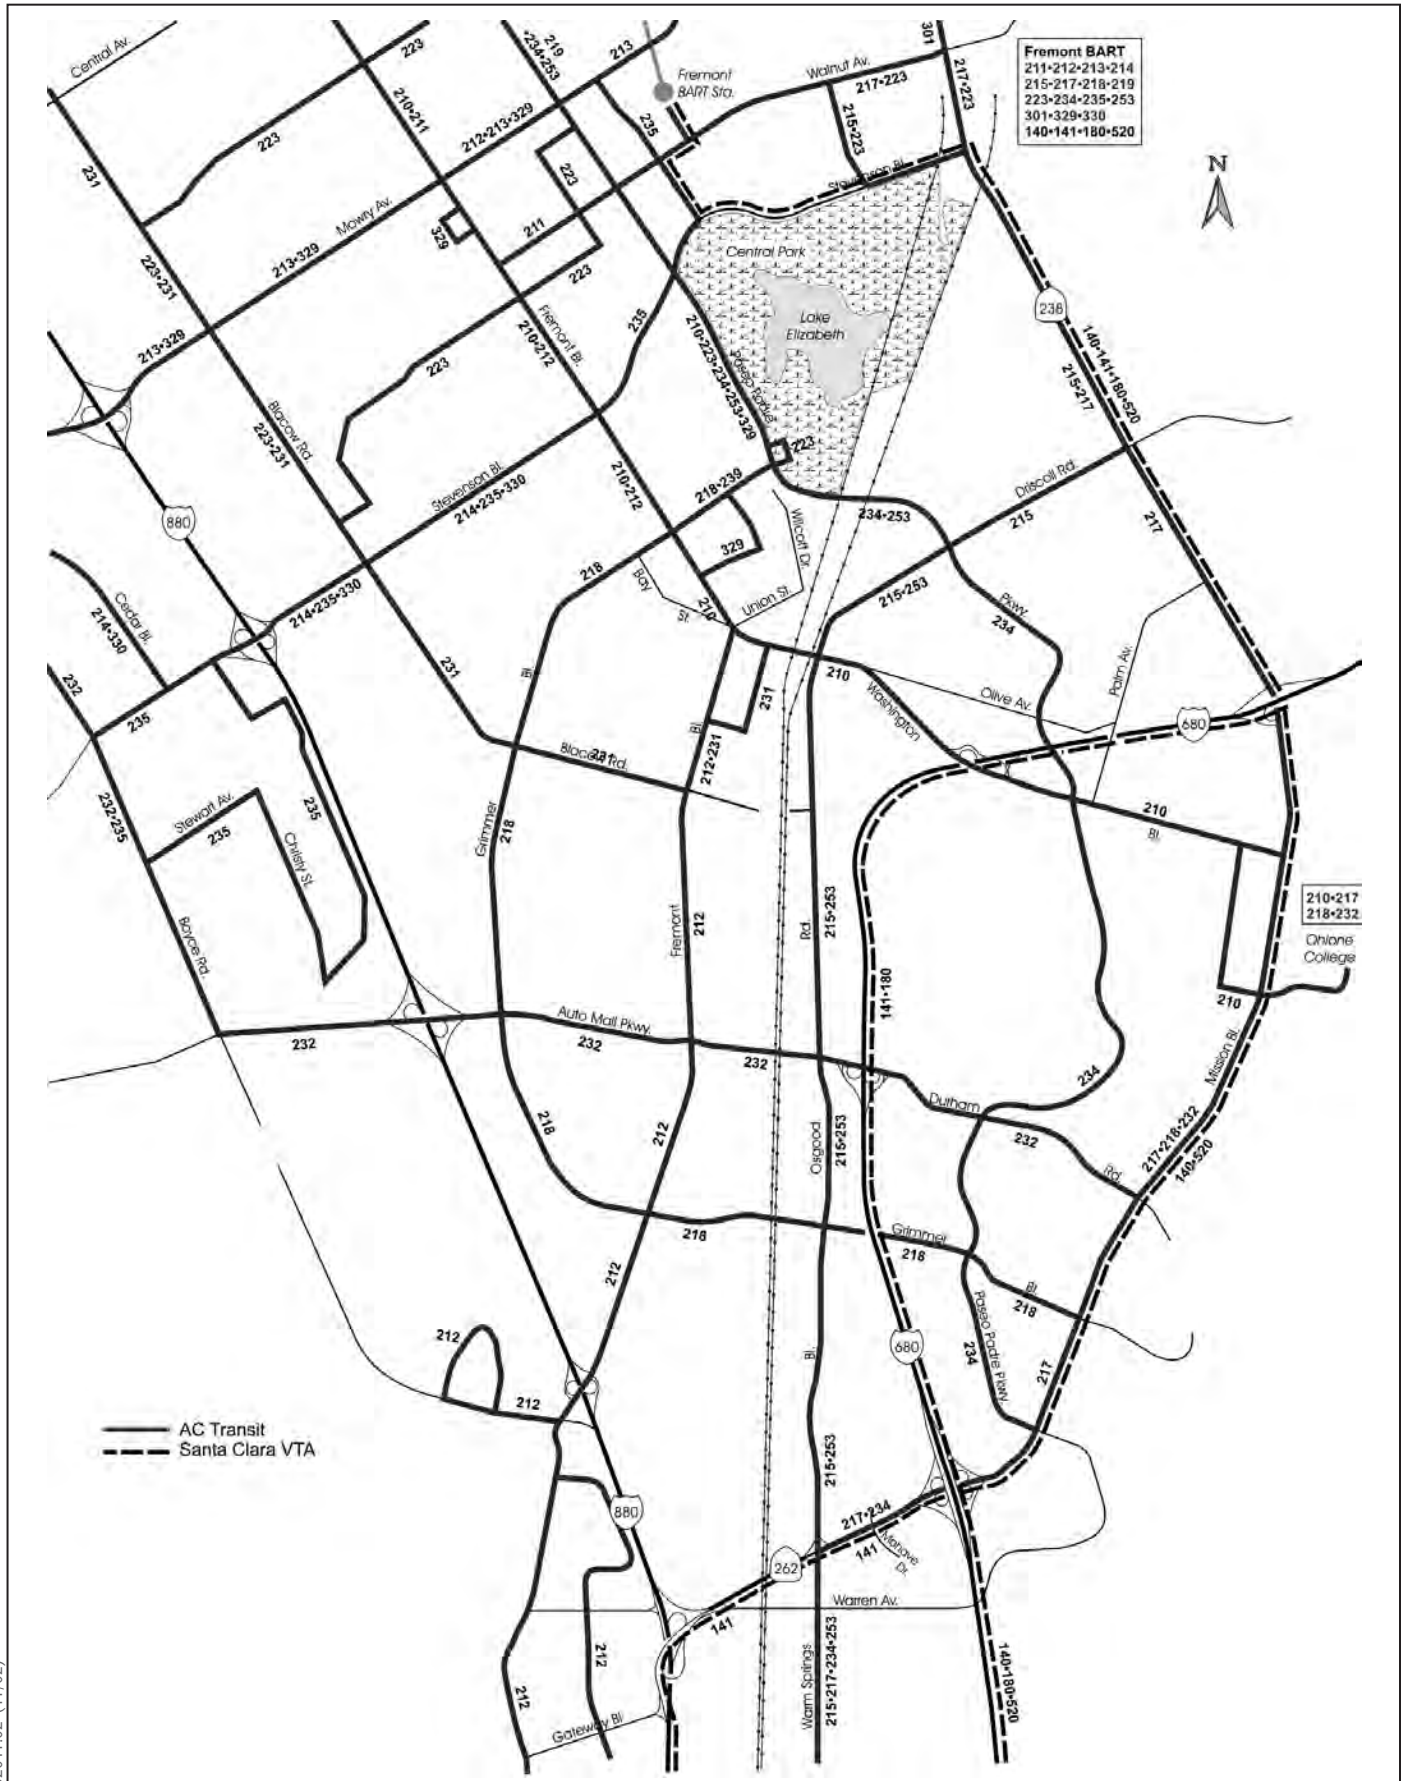 Central Av.
223
219
•234•253
213
301
Walnut Av.
217•223
217•223
Fremont BART
211•212•213•214
215•217•218•219
223•234•235•253
301•329•330
140•141•180•520
Fremont
BART Sta.
210•211
212•213•329
235
215•223
223
231
223
Stevenson Bl.
N
Mowry Av.
329
211
213•329
223
Central Park
223•231
238
Lake
Elizabeth
Fremont Bl.
210•212
235
210•223•234•253•329
Paseo Padre
140•141•180•520
215•217
213•329
223
Blacow Rd.
223•231
223
Stevenson Bl.
214•235•330
210•212
218•239
Driscoll Rd.
215
234•253
217
880
329
Wilcott Dr.
218
Bay
St.
Union St.
210
215•253
Pkwy.
234
Cedar Bl.
214•330
214•235•330
231
232
235
Bl.
231
210
Olive Av.
Palm Av.
Washington
680
Bl.
212•231
Blacow Rd.
231
232•235
Stewart Av.
235
235
Christy St.
Grimmer
218
210
Bl.
Boyce Rd.
Fremont
212
Rd.
215•253
210•217
218•232
Ohlone
College
141•180
210
232
Auto Mall Pkwy.
232
232
Mission Bl.
234
Durham
232
Rd.
217•218•232
140•520
218
212
Osgood
215•253
218
Grimmer
218
212
Bl.
218
Paseo Padre Pkwy.
234
217
680
Bl.
212
212
AC Transit
Santa Clara VTA
215•253
880
217•234
141
Mohave
Dr.
262
Warren Av.
141
212
212
Gateway Bl
Warm Springs
215•217•234•253
140•180•520